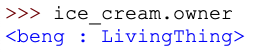 >>> ice_cream.owner
<beng : LivingThing>